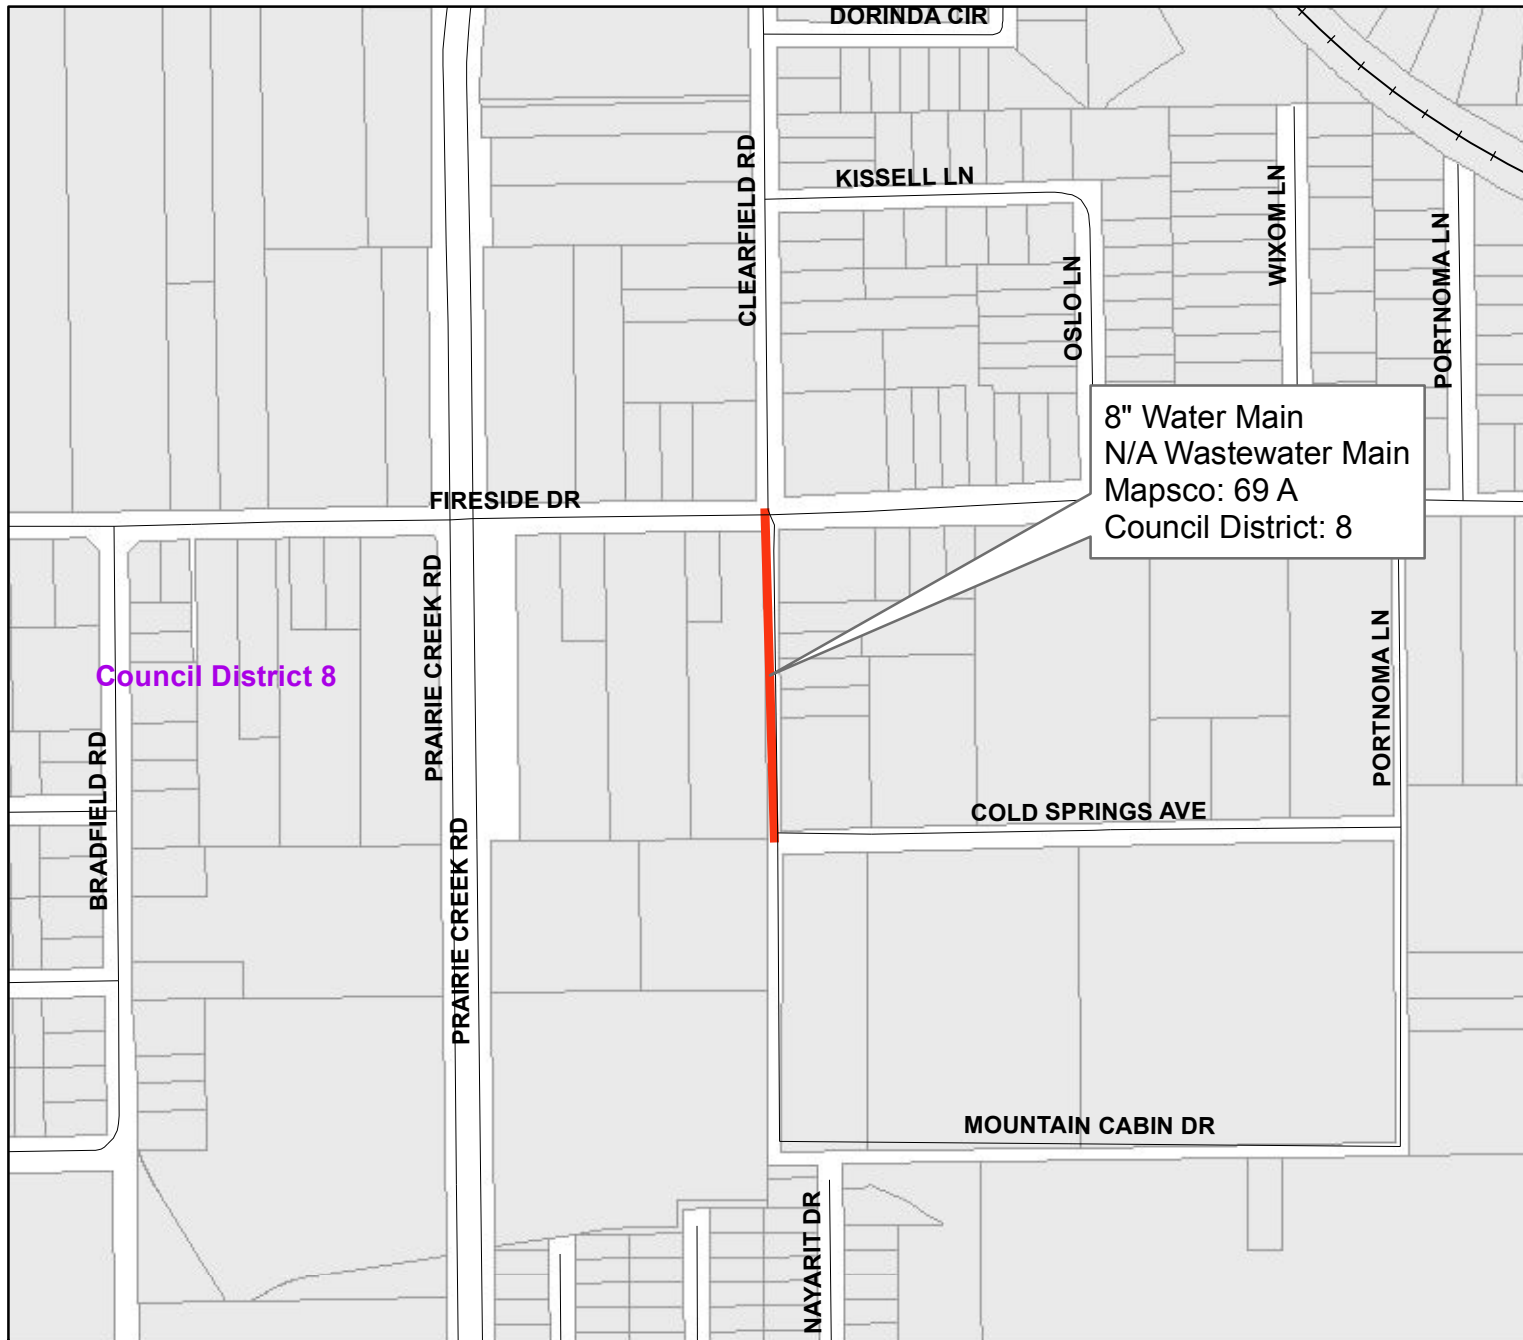 DORINDA CIR
CLEARFIELD RD
KISSELL LN
WIXOM LN
PORTNOMA LN
OSLO LN
8" Water Main
N/A Wastewater Main
Mapsco: 69 A
Council District: 8
FIRESIDE DR
PRAIRIE CREEK RD
Council District 8
PORTNOMA LN
BRADFIELD RD
COLD SPRINGS AVE
PRAIRIE CREEK RD
MOUNTAIN CABIN DR
NAYARIT DR